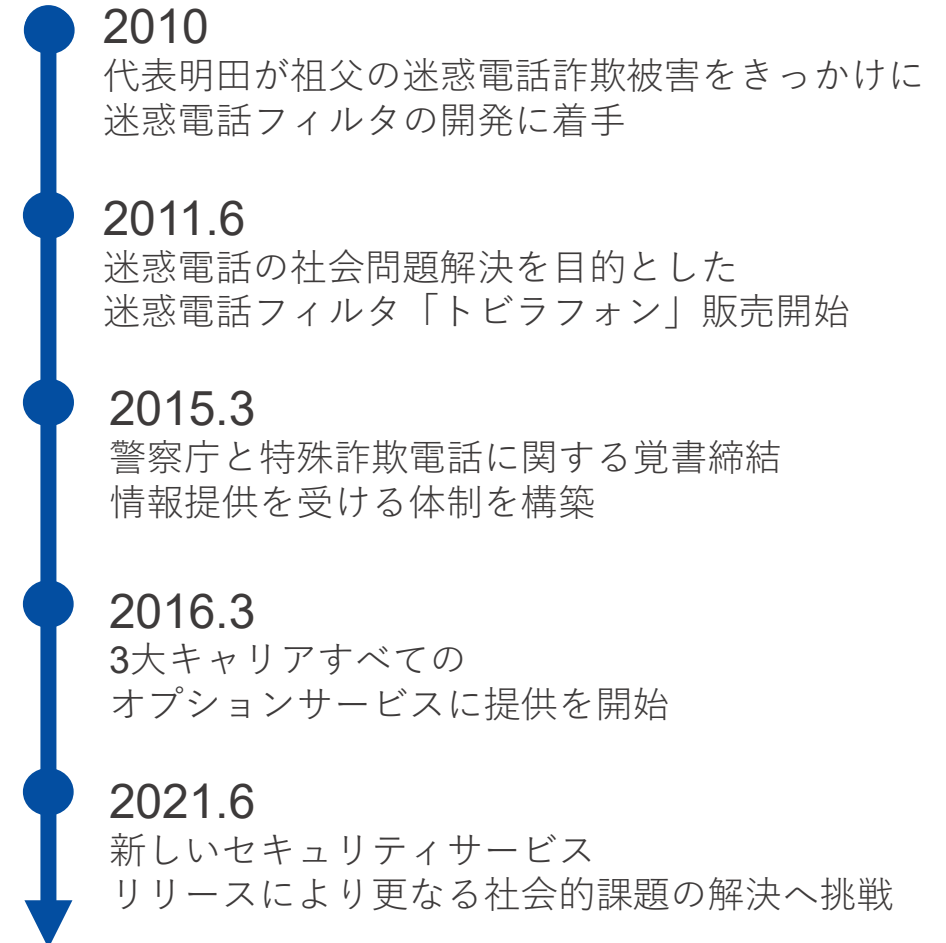 2010
代表明田が祖父の迷惑電話詐欺被害をきっかけに
迷惑電話フィルタの開発に着手
2011.6
迷惑電話の社会問題解決を目的とした
迷惑電話フィルタ「トビラフォン」販売開始
2015.3
警察庁と特殊詐欺電話に関する覚書締結
情報提供を受ける体制を構築
2016.3
3大キャリアすべての
オプションサービスに提供を開始
2021.6
新しいセキュリティサービス
リリースにより更なる社会的課題の解決へ挑戦